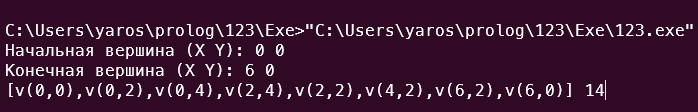 C:\Users\yaros\prolog\123\Exe>"C:\Users\yaros\prolog\123\Exe\123.exe"
Начальная вершина (X Y): 0 0
Конечная вершина (X Y): 6 0
[v(0,0),v(0,2),v(0,4),v(2,4),v(2,2),v(4,2),v(6,2),v(6,0)] 14